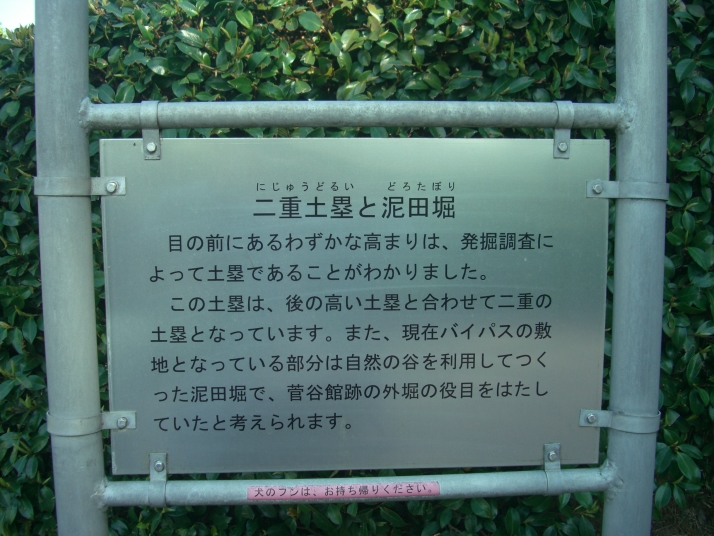 にじゅうどるい　どろたぼり
二重土塁と泥田堀
目の前にあるわずかな高まりは、発掘調査に
よって土塁であることがわかりました。
この土塁は、後の高い土塁と合わせて二重の
土塁となっています。また、現在バイパスの敷
地となっている部分は自然の谷を利用してつく
った泥田堀で、菅谷館跡の外堀の役目をはたし
ていたと考えられます。
犬のフンは、お持ち帰りください。